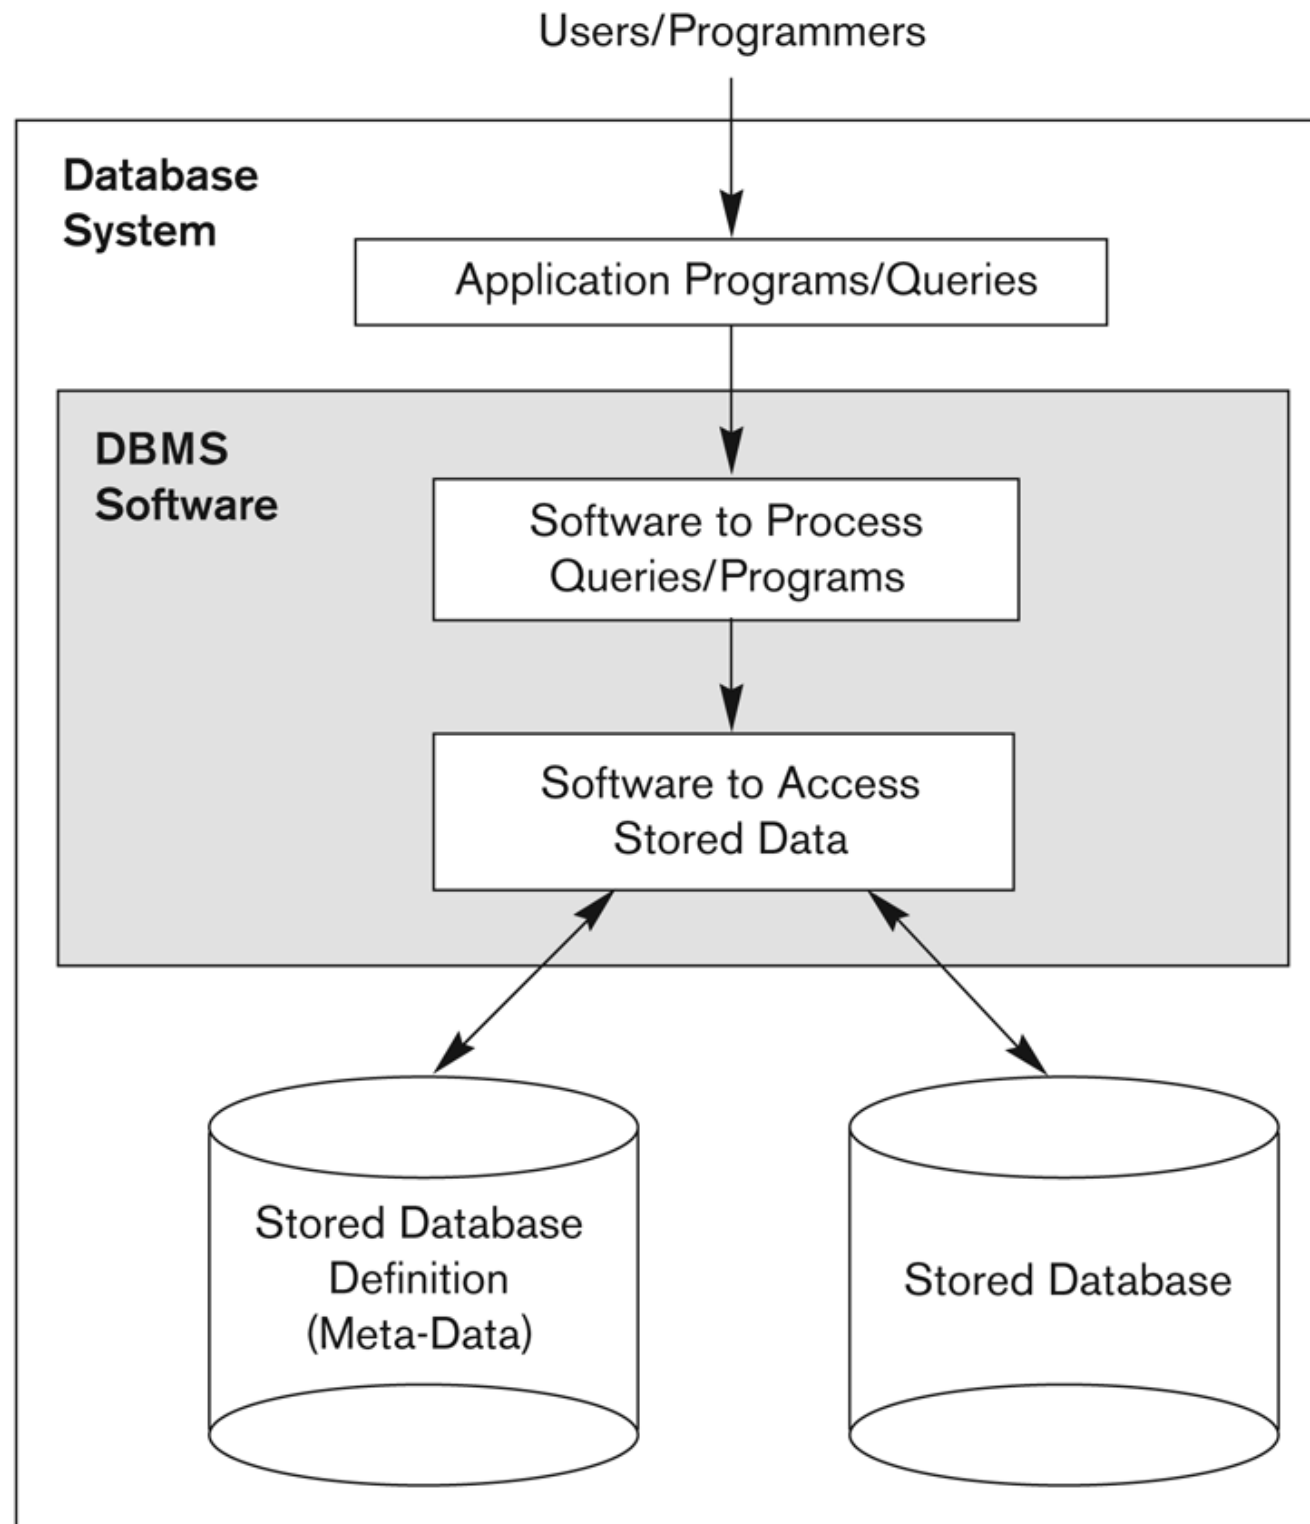 Users/Programmers
Database
System
Application Programs/Queries
DBMS
Software
Software to Process
Queries/Programs
Software to Access
Stored Data
Stored Database
Definition
(Meta-Data)
Stored Database